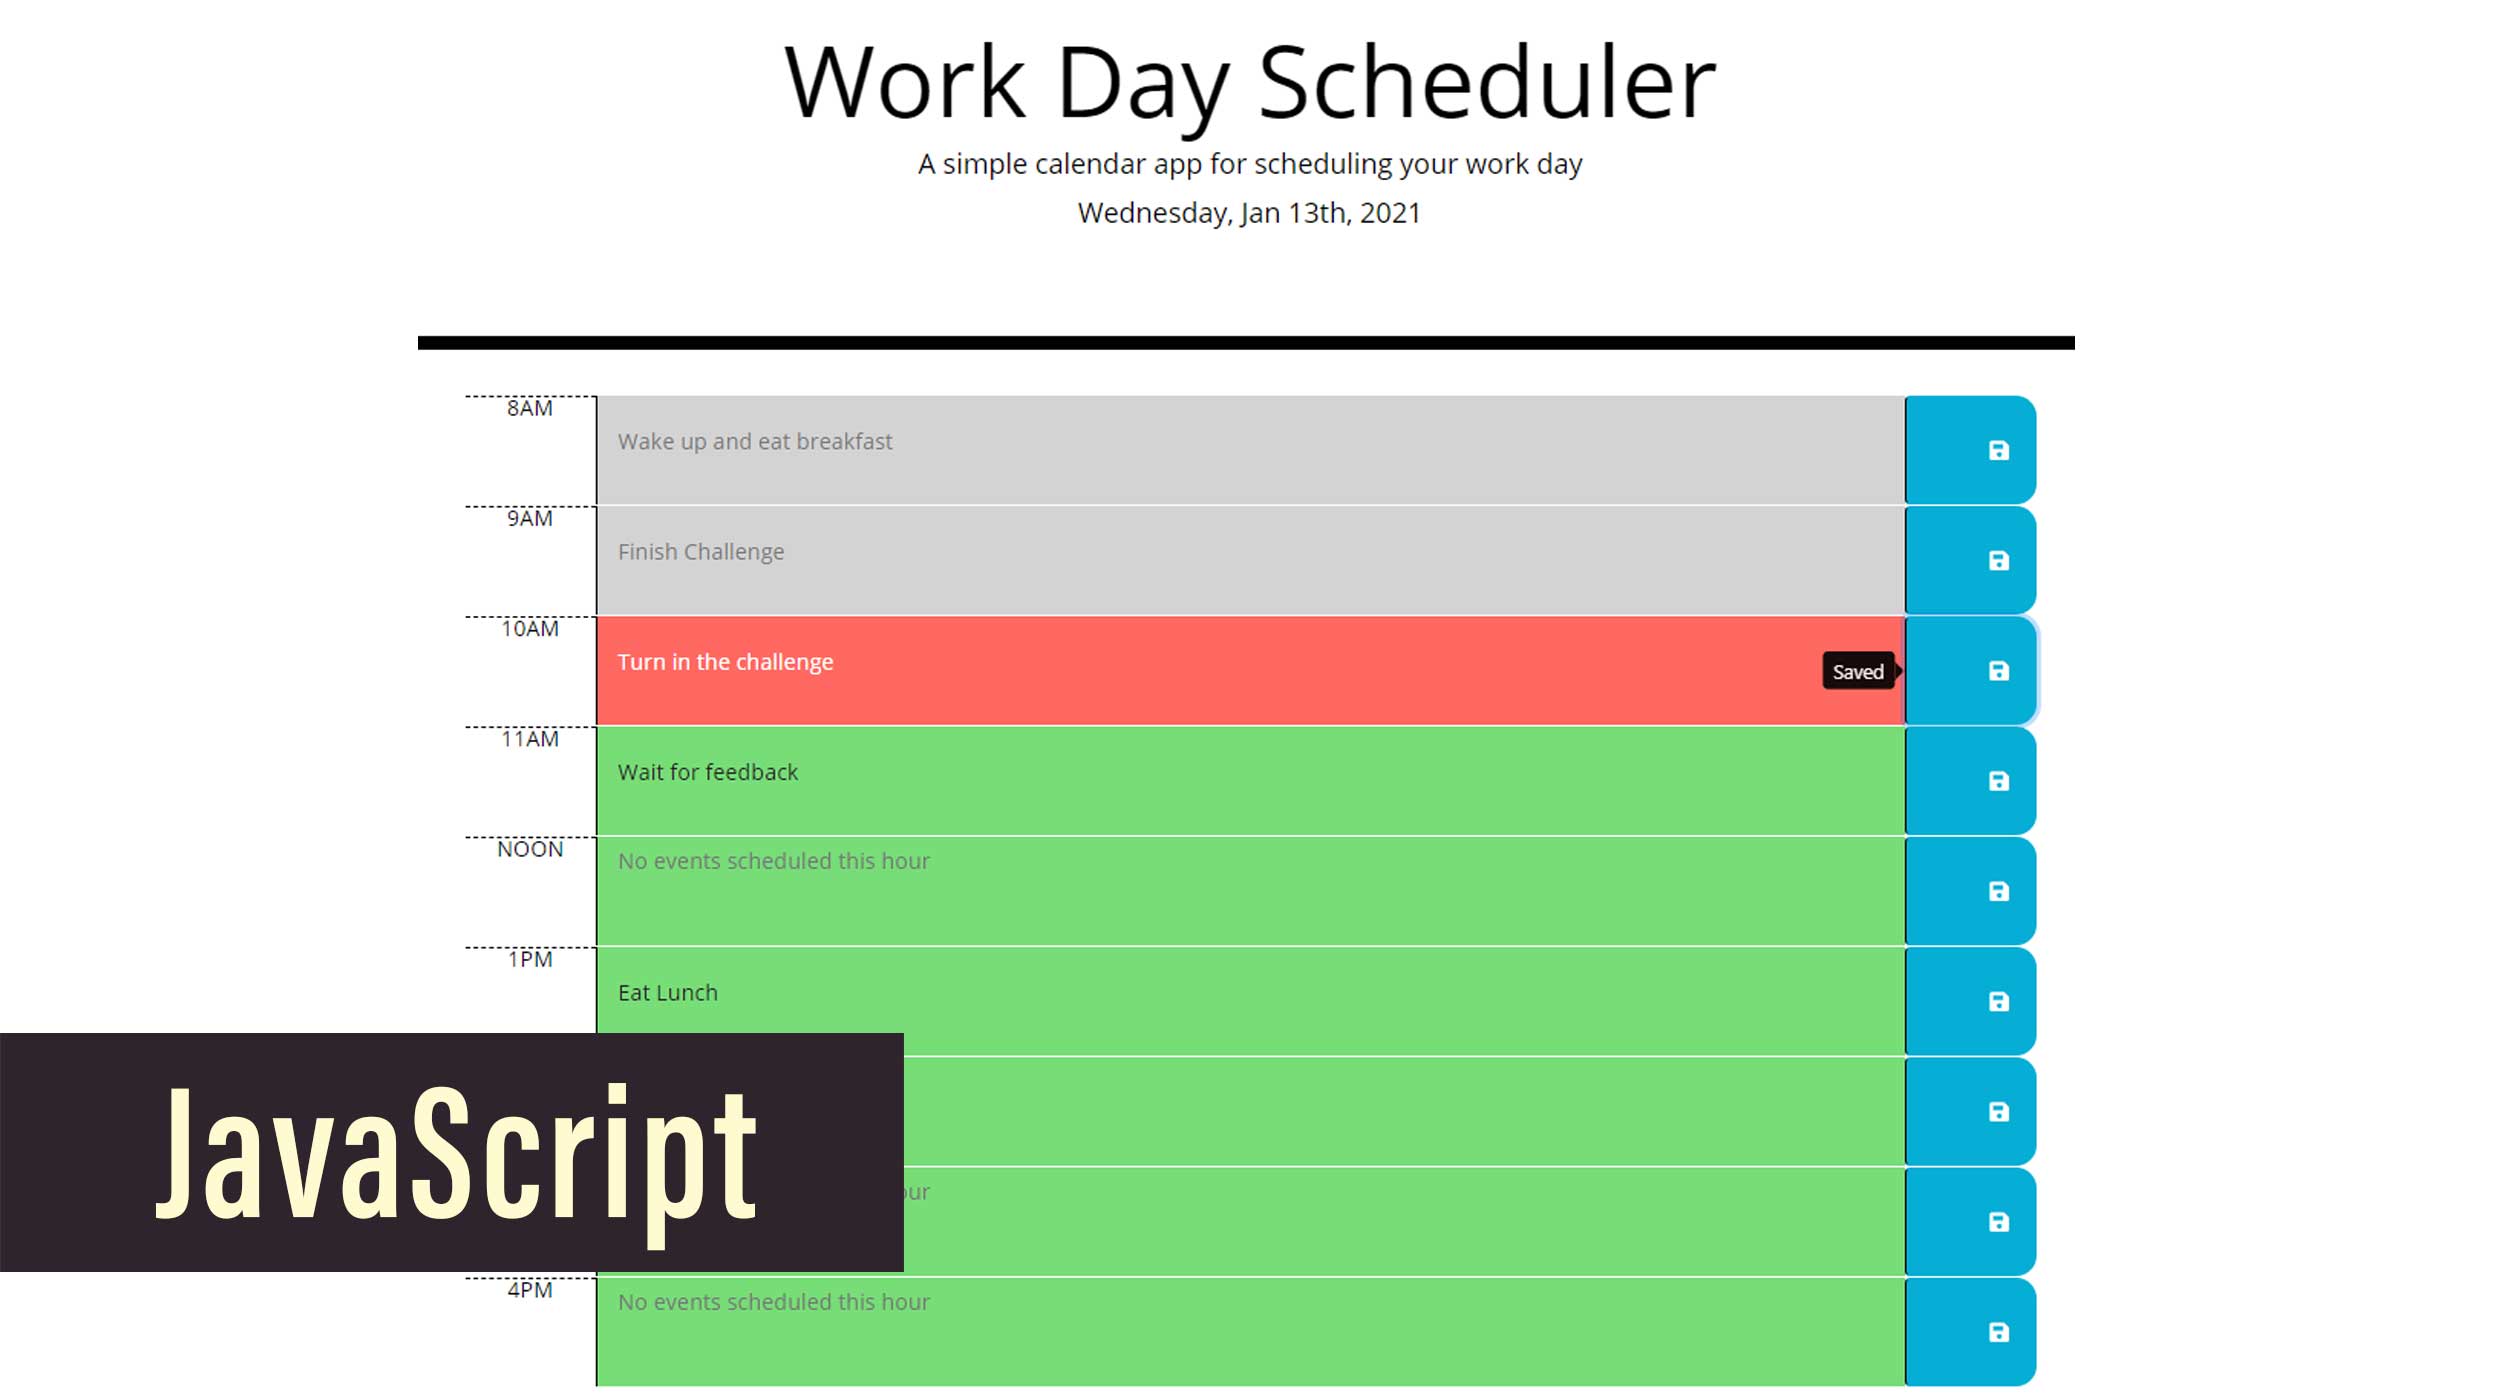 Work Day Scheduler
A simple calendar app for scheduling your work day
Wednesday, Jan 13th, 2021
8AM
Wake up and eat breakfast
9AM
Finish Challenge
10AM
Turn in the challenge
Saved
11AM
Wait for feedback
NOON
No events scheduled this hour
1PM
Eat Lunch
JavaScript
4PM
No events scheduled this hour